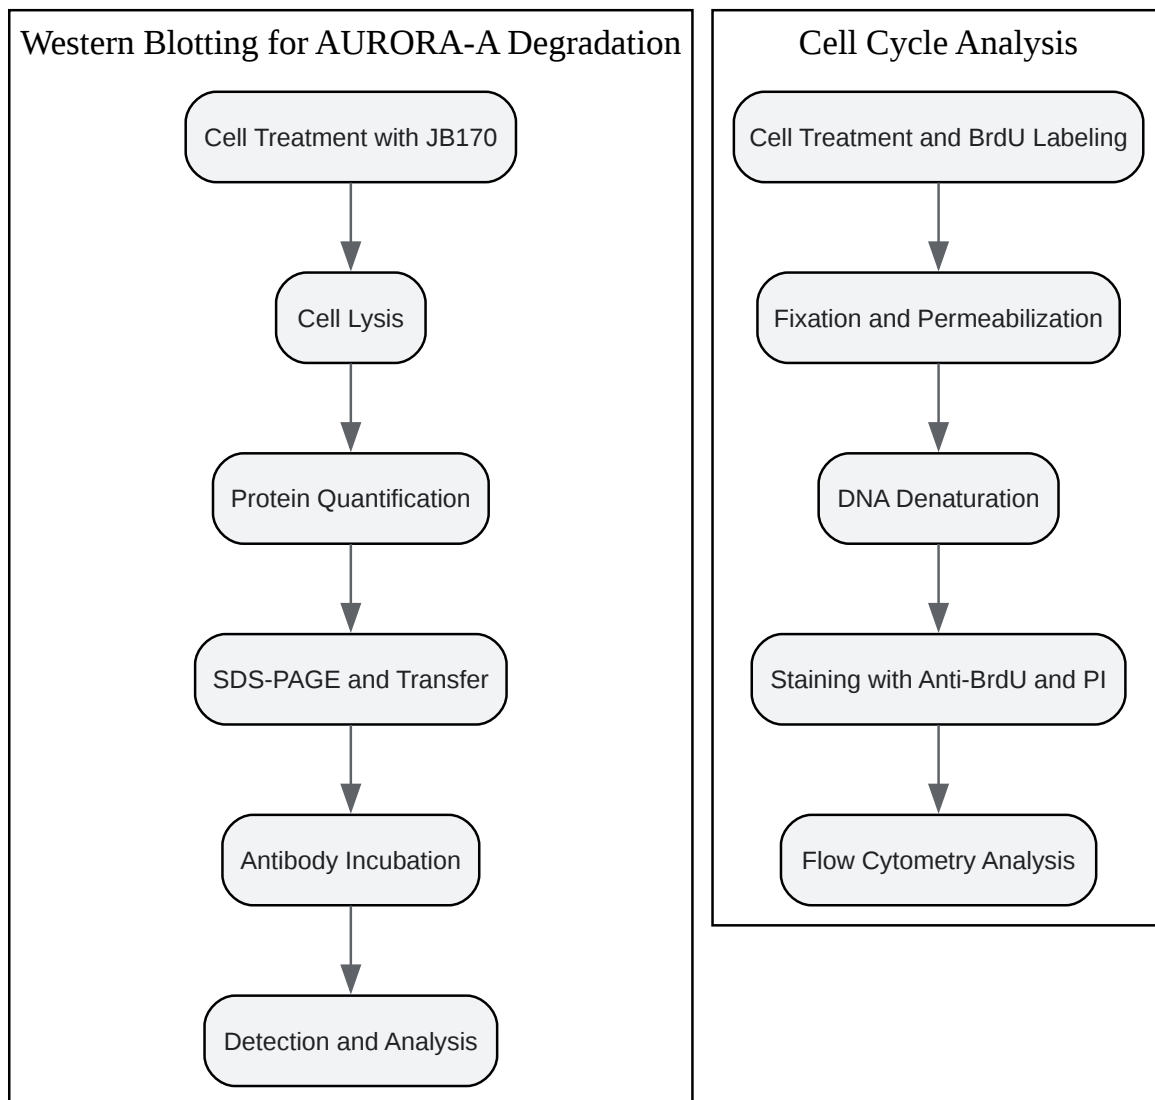 Western Blotting for AURORA-A Degradation
Cell Treatment with JB170
Cell Lysis
Protein Quantification
SDS-PAGE and Transfer
Antibody Incubation
Detection and Analysis
Cell Cycle Analysis
Cell Treatment and BrdU Labeling
Fixation and Permeabilization
DNA Denaturation
Staining with Anti-BrdU and PI
Flow Cytometry Analysis